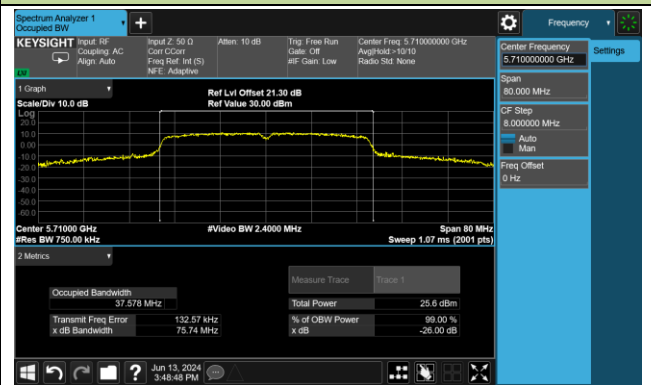 Spectrum Analyzer 1
Occupied BW
Frequency
KEYSIGHT
Input: RF
Coupling: AC
Align: Auto
Input Z: 50 Ω
Corr CCorr
Freq Ref: Int (S)
NFE: Adaptive
Atten: 10 dB
Trig: Free Run
Gate: Off
#IF Gain: Low
Center Freq: 5.710000000 GHz
Avg|Hold:>10/10
Radio Std: None
LXI
Center Frequency
5.710000000 GHz
Settings
Span
80.000 MHz
CF Step
8.000000 MHz
Auto
Man
Freq Offset
0 Hz
1 Graph
Scale/Div 10.0 dB
Ref Lvl Offset 21.30 dB
Ref Value 30.00 dBm
Log
20.0
10.0
0.00
-10.0
-20.0
-30.0
-40.0
-50.0
-60.0
Center 5.71000 GHz
#Video BW 2.4000 MHz
Span 80 MHz
#Res BW 750.00 kHz
Sweep 1.07 ms (2001 pts)
2 Metrics
Measure Trace
Trace 1
Occupied Bandwidth
37.578 MHz
Total Power
25.6 dBm
Transmit Freq Error
132.57 kHz
% of OBW Power
99.00 %
x dB Bandwidth
75.74 MHz
x dB
-26.00 dB
Jun 13, 2024
3:48:48 PM